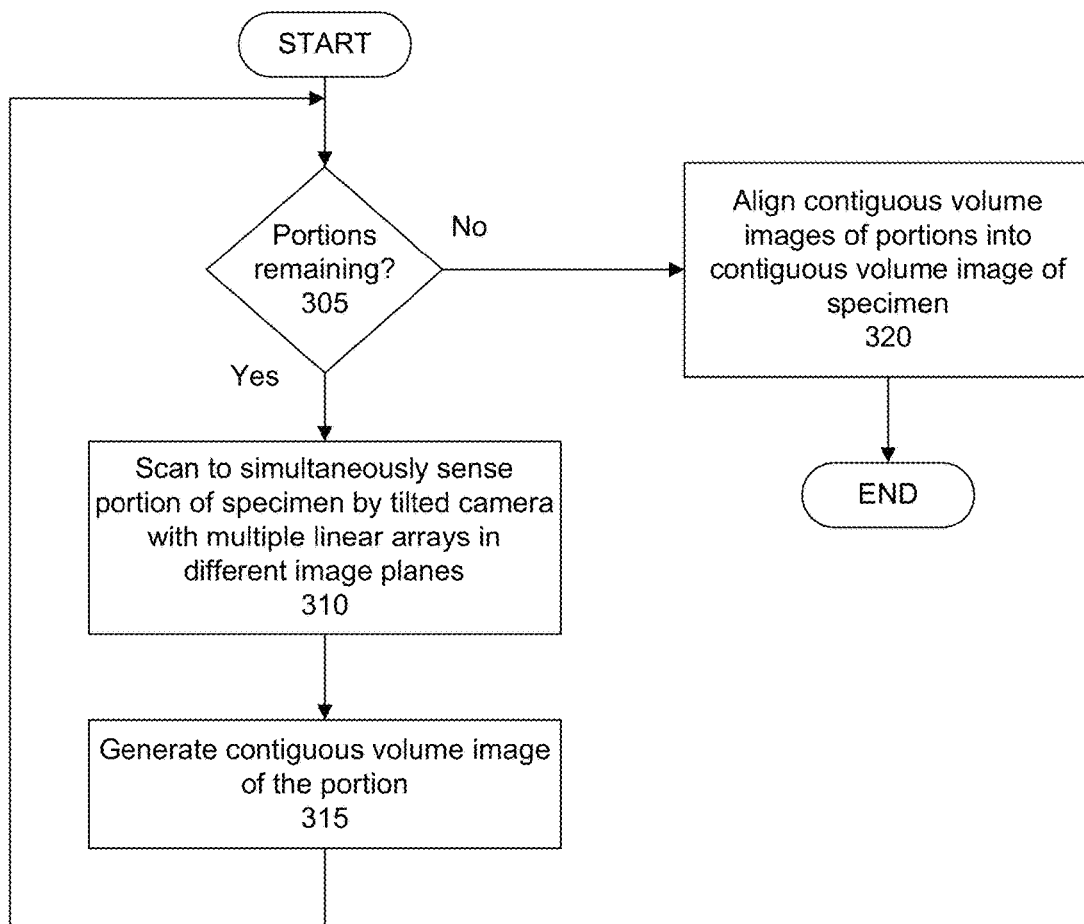 START
Portions
remaining?
305
No
Yes
Align contiguous volume
images of portions into
contiguous volume image of
specimen
320
END
Scan to simultaneously sense
portion of specimen by tilted camera
with multiple linear arrays in
different image planes
310
Generate contiguous volume image
of the portion
315